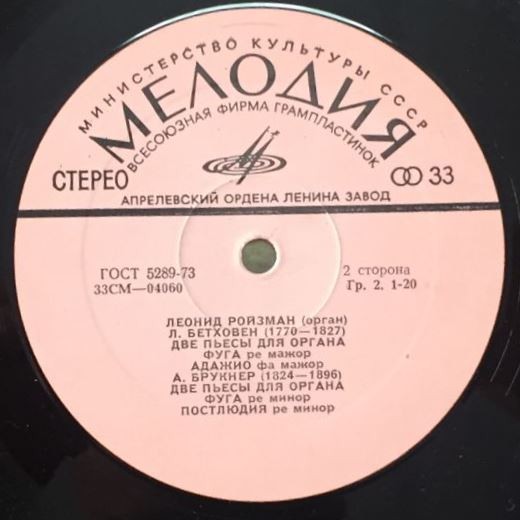 МИНИСТЕРСТВО КУЛЬТУРЫ СССР
МЕЛОДИЯ
ВСЕСОЮЗНАЯ ФИРМА ГРАМПЛАСТИНОК
СТЕРЕО
33
АПРЕЛЕВСКИЙ ОРДЕНА ЛЕНИНА ЗАВОД
ГОСТ 5289-73
2 сторона
33СМ—04060
Гр. 2. 1-20
ЛЕОНИД РОЙЗМАН (орган)
Л. БЕТХОВЕН (1770—1827)
ДВЕ ПЬЕСЫ ДЛЯ ОРГАНА
ФУГА ре мажор
АДАЖИО фа мажор
А. БРУКНЕР (1824—1896)
ДВЕ ПЬЕСЫ ДЛЯ ОРГАНА
ФУГА ре минор
ПОСТЛЮДИЯ ре минор